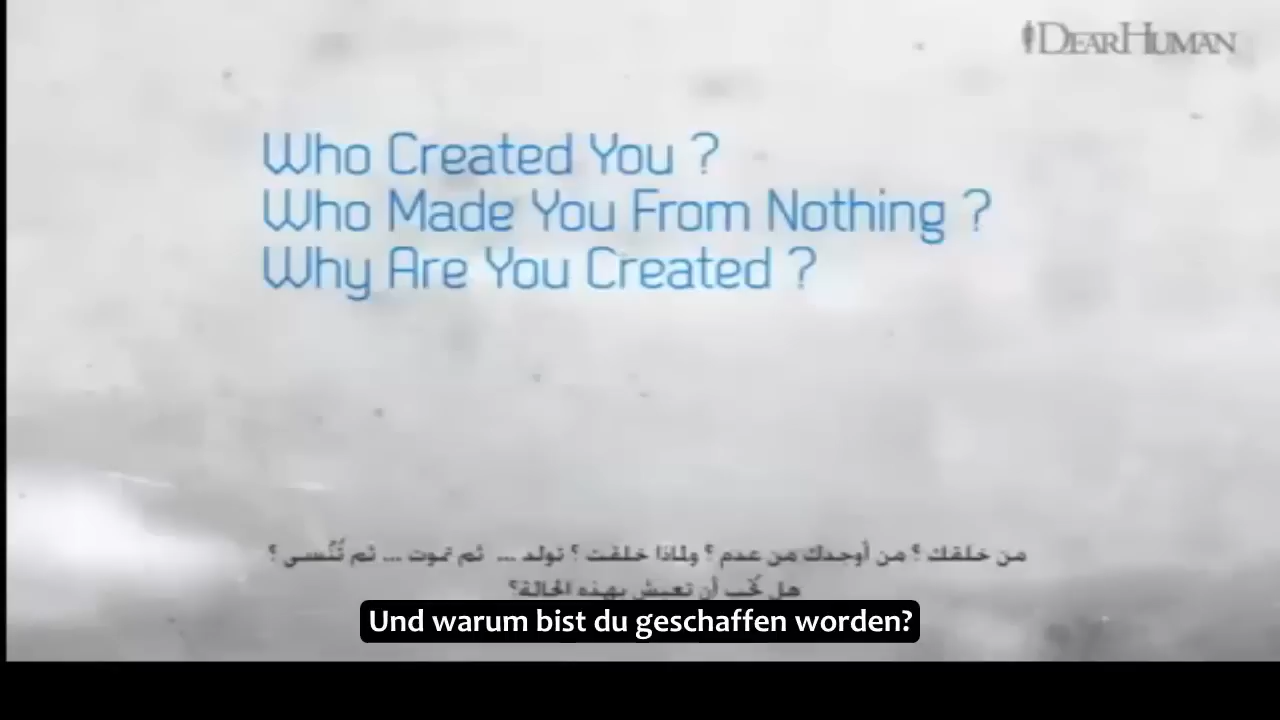 DEARHUMAN
Who Created You ?
Who Made You From Nothing ?
Why Are You Created ?
من خلقك ؟ من أوجدك من عدم ؟ ولماذا خلقت ؟ تولد ... ثم تموت ... ثم تُنْسى ؟
هل تُحب أن تعيش بهذه الحالة؟
Und warum bist du geschaffen worden?